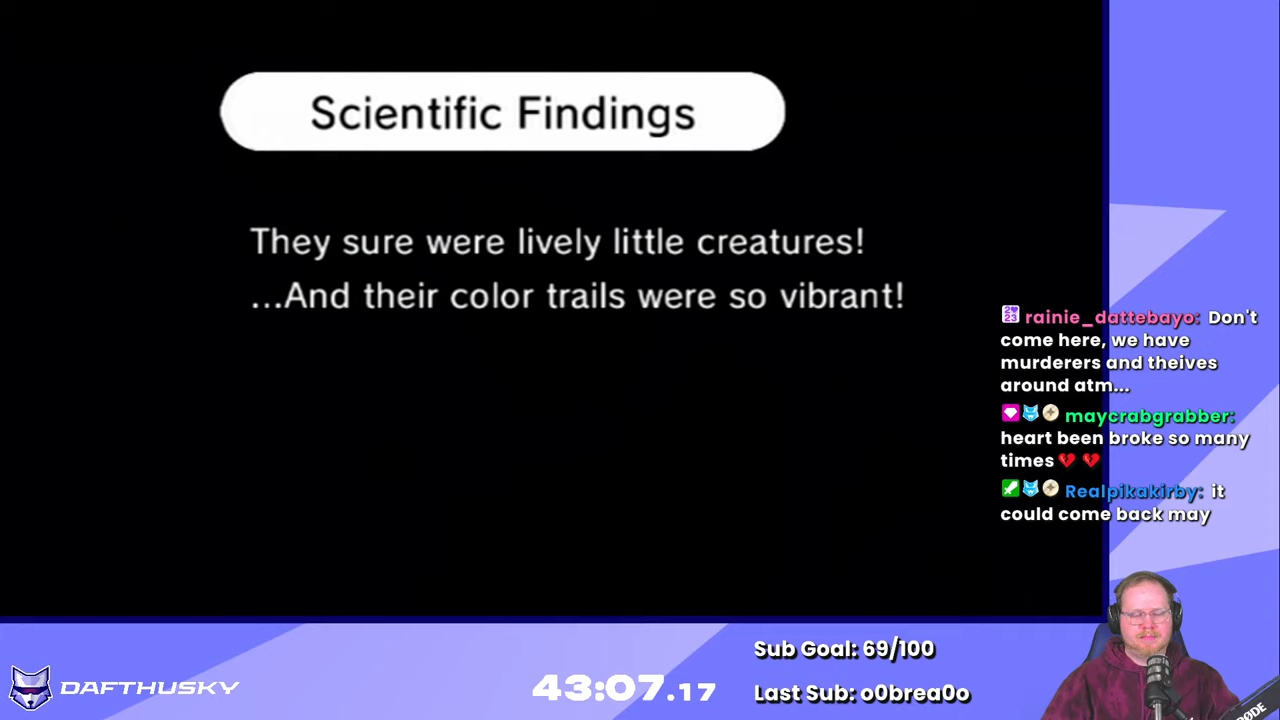 Scientific Findings
They sure were lively little creatures!
...And their color trails were so vibrant!
rainie_dattebayo: Don't
come here, we have
murderers and theives
around atm...
maycrabgrabber:
heart been broke so many
times💔 💔
Realpikakirby: it
could come back may
Sub Goal: 69/100
DAFTHUSKY
43:07.17
Last Sub: o0brea0o